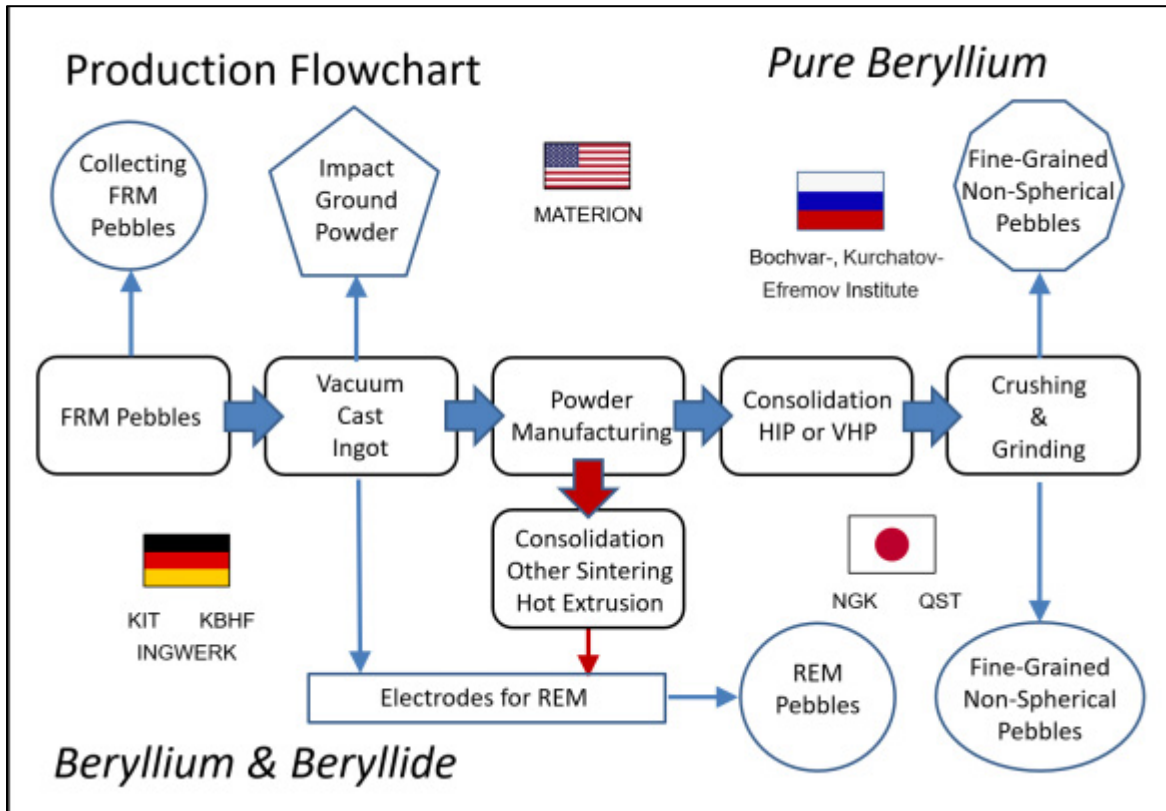 Production Flowchart
Pure Beryllium
Collecting
FRM
Pebbles
Impact
Ground
Powder
MATERION
Bochvar-, Kurchatov-
Efremov Institute
Fine-Grained
Non-Spherical
Pebbles
FRM Pebbles
Vacuum
Cast
Ingot
Powder
Manufacturing
Consolidation
HIP or VHP
Crushing
&
Grinding
KIT KBHF
INGWERK
Consolidation
Other Sintering
Hot Extrusion
NGK QST
Electrodes for REM
REM
Pebbles
Fine-Grained
Non-Spherical
Pebbles
Beryllium & Beryllide